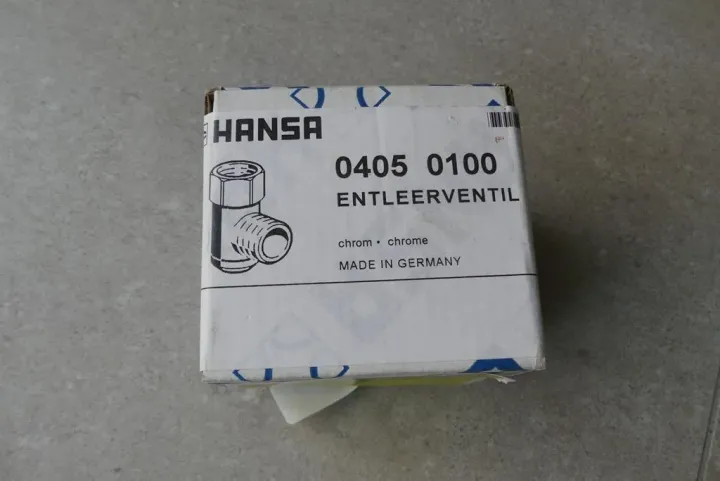 HANSA
0405 0100
ENTLEERVENTIL
chrom • chrome
MADE IN GERMANY